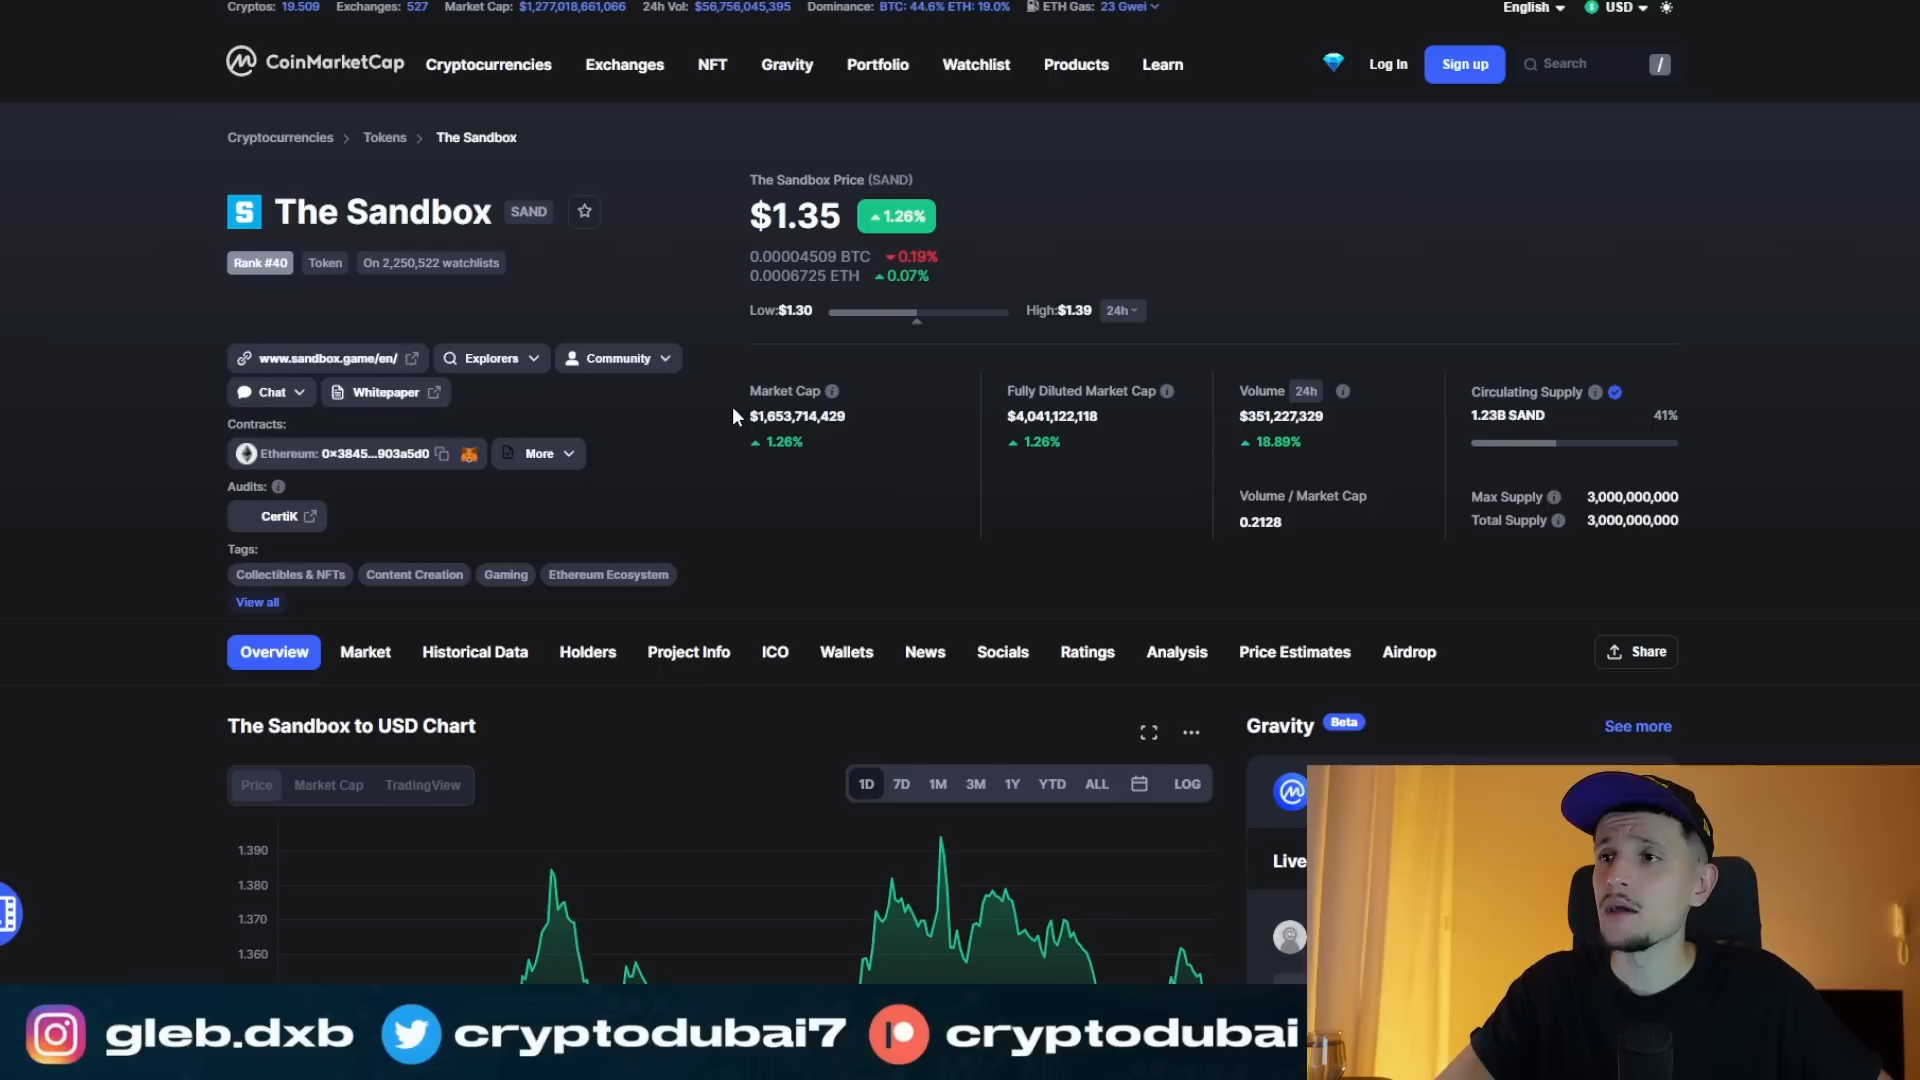 Cryptos: 19.509 Exchanges: 527 Market Cap: $1,277,018,661,066 24h Vol: $56,756,045,395 Dominance: BTC: 44.6% ETH: 19.0% ETH Gas: 23 Gwei English USD
CoinMarketCap Cryptocurrencies Exchanges NFT Gravity Portfolio Watchlist Products Learn Log In Sign up Search /
Cryptocurrencies > Tokens > The Sandbox
The Sandbox SAND
Rank #40 Token On 2,250,522 watchlists
The Sandbox Price (SAND)
$1.35 1.26%
0.00004509 BTC 0.19%
0.0006725 ETH 0.07%
Low:$1.30 High:$1.39 24h
www.sandbox.game/en/ Explorers Community
Chat Whitepaper
Contracts:
Ethereum: 0x3845...903a5d0 More
Audits:
CertiK
Tags:
Collectibles & NFTs Content Creation Gaming Ethereum Ecosystem
View all
Market Cap
$1,653,714,429
1.26%
Fully Diluted Market Cap
$4,041,122,118
1.26%
Volume 24h
$351,227,329
18.89%
Volume / Market Cap
0.2128
Circulating Supply
1.23B SAND 41%
Max Supply 3,000,000,000
Total Supply 3,000,000,000
Overview Market Historical Data Holders Project Info ICO Wallets News Socials Ratings Analysis Price Estimates Airdrop Share
The Sandbox to USD Chart
Price Market Cap TradingView 1D 7D 1M 3M 1Y YTD ALL LOG
1.390
1.380
1.370
1.360
Gravity Beta See more
Live
gleb.dxb cryptodubai7 cryptodubai